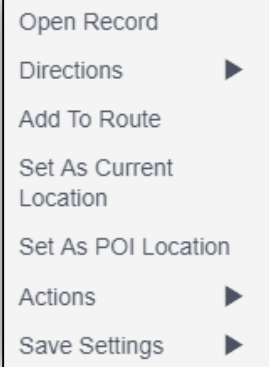 Open Record
Directions
Add To Route
Set As Current
Location
Set As POI Location
Actions
Save Settings